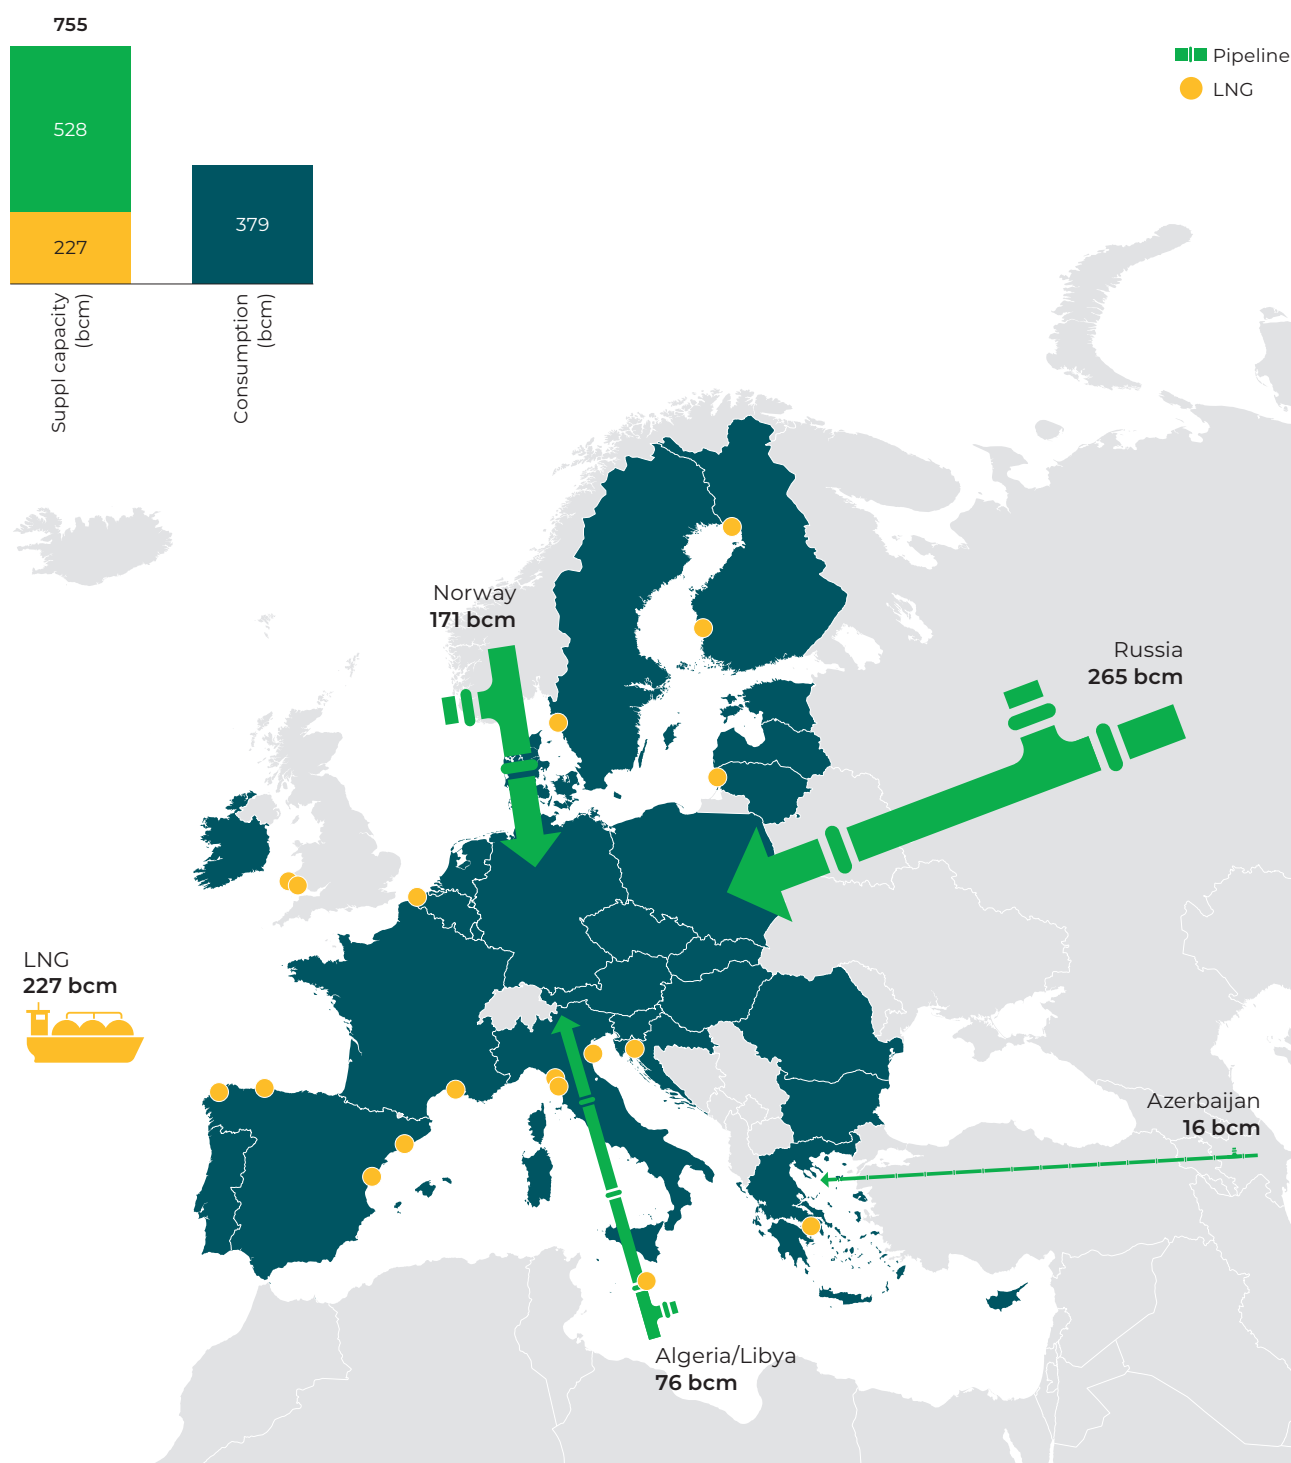 755
528
227
379
Suppl capacity
(bcm)
Consumption
(bcm)
Pipeline
LNG
Norway
171 bcm
Russia
265 bcm
LNG
227 bcm
Azerbaijan
16 bcm
Algeria/Libya
76 bcm